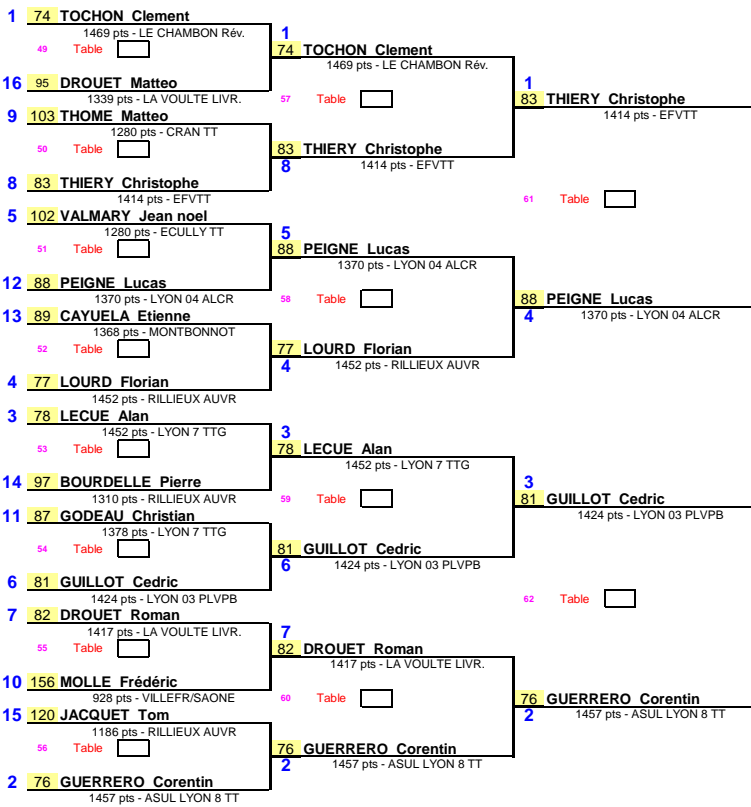 1 74 TOCHON Clement
1469 pts - LE CHAMBON Rév.
49 Table
16 95 DROUET Matteo
1339 pts - LA VOULTE LIVR.
9 103 THOME Matteo
1280 pts - CRAN TT
50 Table
8 83 THIERY Christophe
1414 pts - EFVTT
5 102 VALMARY Jean noel
1280 pts - ECULLY TT
51 Table
12 88 PEIGNE Lucas
1370 pts - LYON 04 ALCR
13 89 CAYUELA Etienne
1368 pts - MONTBONNOT
52 Table
4 77 LOURD Florian
1452 pts - RILLIEUX AUVR
3 78 LECUE Alan
1452 pts - LYON 7 TTG
53 Table
14 97 BOURDELLE Pierre
1310 pts - RILLIEUX AUVR
11 87 GODEAU Christian
1378 pts - LYON 7 TTG
54 Table
6 81 GUILLOT Cedric
1424 pts - LYON 03 PLVPB
7 82 DROUET Roman
1417 pts - LA VOULTE LIVR.
55 Table
10 156 MOLLE Frédéric
928 pts - VILLEFR/SAONE
15 120 JACQUET Tom
1186 pts - RILLIEUX AUVR
56 Table
2 76 GUERRERO Corentin
1457 pts - ASUL LYON 8 TT
1
74 TOCHON Clement
1469 pts - LE CHAMBON Rév.
57 Table
83 THIERY Christophe
8 1414 pts - EFVTT
5
88 PEIGNE Lucas
1370 pts - LYON 04 ALCR
58 Table
77 LOURD Florian
4 1452 pts - RILLIEUX AUVR
3
78 LECUE Alan
1452 pts - LYON 7 TTG
59 Table
81 GUILLOT Cedric
6 1424 pts - LYON 03 PLVPB
7
82 DROUET Roman
1417 pts - LA VOULTE LIVR.
60 Table
76 GUERRERO Corentin
2 1457 pts - ASUL LYON 8 TT
1
83 THIERY Christophe
1414 pts - EFVTT
61 Table
88 PEIGNE Lucas
4 1370 pts - LYON 04 ALCR
3
81 GUILLOT Cedric
1424 pts - LYON 03 PLVPB
62 Table
76 GUERRERO Corentin
2 1457 pts - ASUL LYON 8 TT